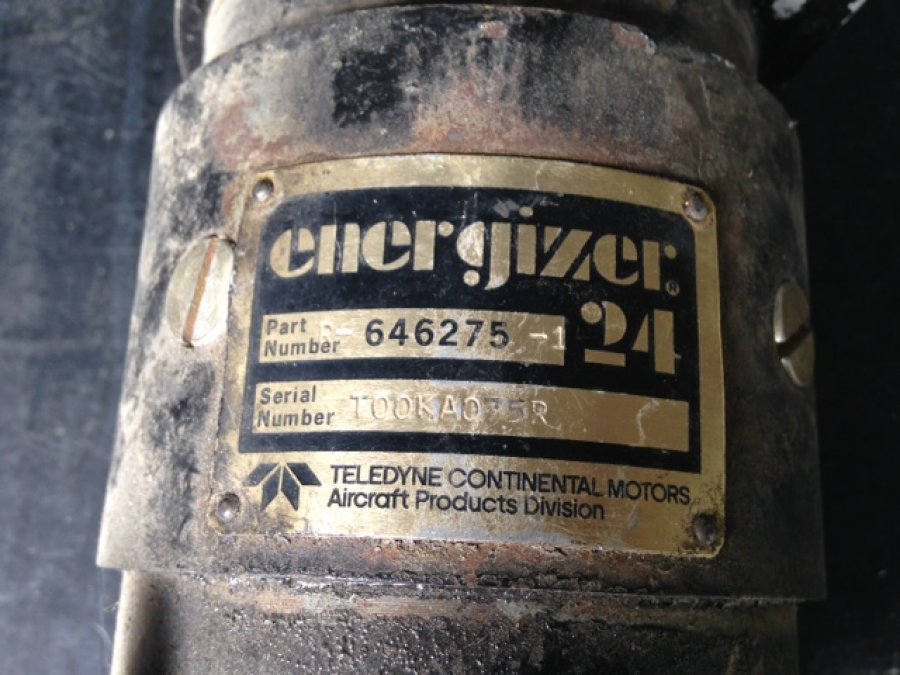 energizer®
24
Part Number 646275 -1
Serial Number
TELEDYNE CONTINENTAL MOTORS
Aircraft Products Division